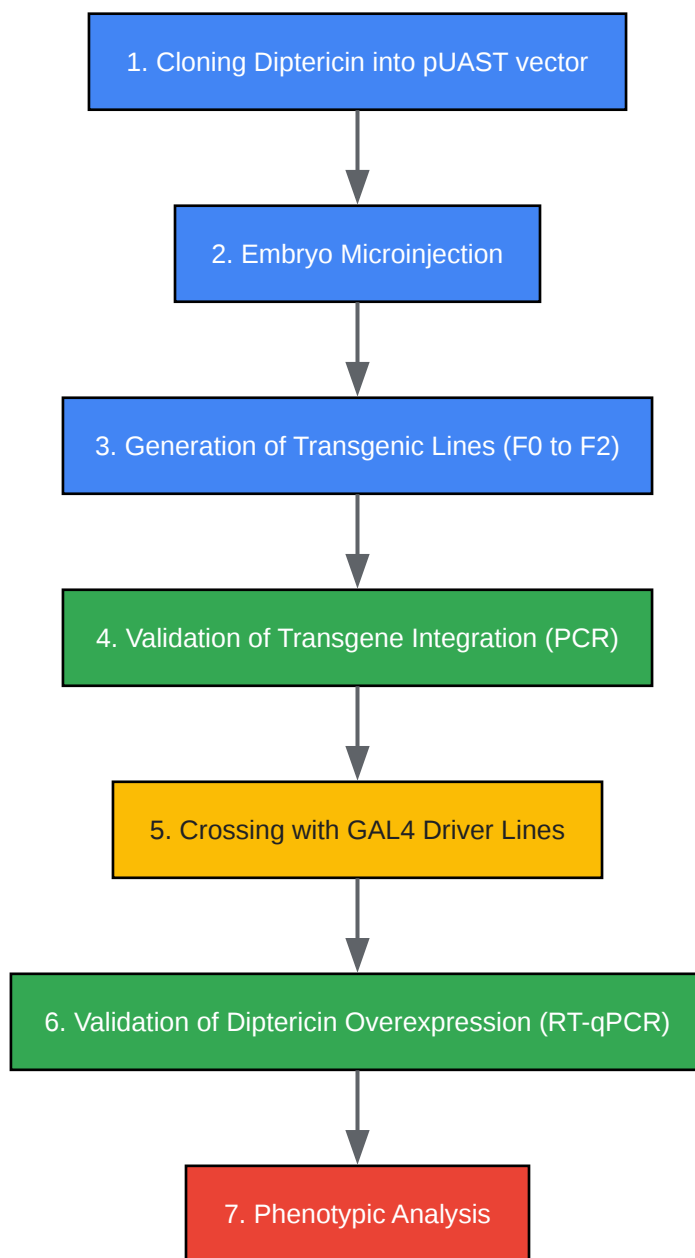 1. Cloning Diptericin into pUAST vector
2. Embryo Microinjection
3. Generation of Transgenic Lines (F0 to F2)
4. Validation of Transgene Integration (PCR)
5. Crossing with GAL4 Driver Lines
6. Validation of Diptericin Overexpression (RT-qPCR)
7. Phenotypic Analysis